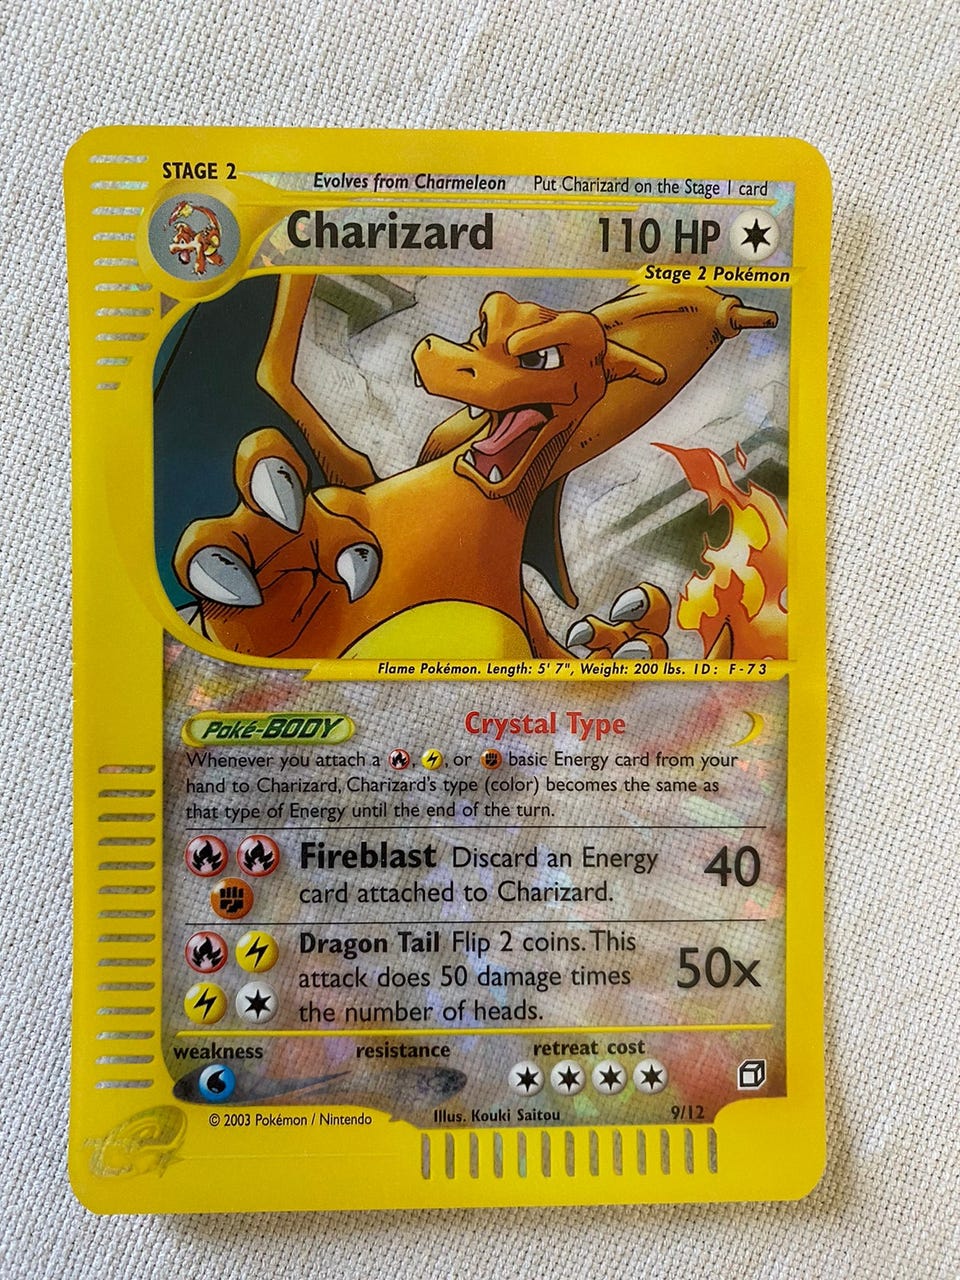 STAGE 2
Evolves from Charmeleon Put Charizard on the Stage 1 card
Charizard 110 HP
Stage 2 Pokémon
Flame Pokémon. Length: 5' 7", Weight: 200 lbs. ID: F-73
Poké-BODY Crystal Type
Whenever you attach a , , or basic Energy card from your
hand to Charizard, Charizard's type (color) becomes the same as
that type of Energy until the end of the turn.
Fireblast Discard an Energy 40
card attached to Charizard.
Dragon Tail Flip 2 coins. This 50x
attack does 50 damage times
the number of heads.
weakness resistance retreat cost
© 2003 Pokémon / Nintendo Illus. Kouki Saitou 9/12